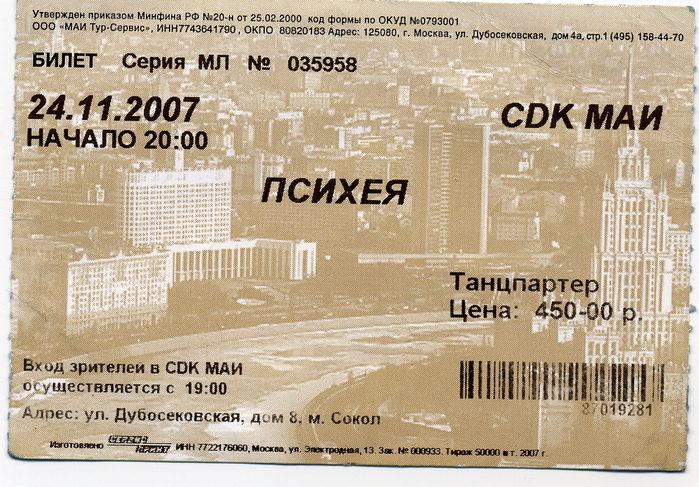 Утвержден приказом Минфина РФ №20-н от 25.02.2000 код формы по ОКУД №0793001
ООО «МАИ Тур-Сервис», ИНН7743641790, ОКПО 80820183 Адрес: 125080, г. Москва, ул. Дубосековская, дом 4а, стр.1 (495) 158-44-70
БИЛЕТ Серия МЛ № 035958
24.11.2007
CDK МАИ
НАЧАЛО 20:00
ПСИХЕЯ
Танцпартер
Цена: 450-00 р.
Вход зрителей в CDK МАИ
осуществляется с 19:00
87019281
Адрес: ул. Дубосековская, дом 8, м. Сокол
Изготовлено СЕРЕНА ПРИНТ ИНН 7722176060, Москва, ул. Электродная, 13. Зак. № 000933. Тираж 50000 в т. 2007 г.